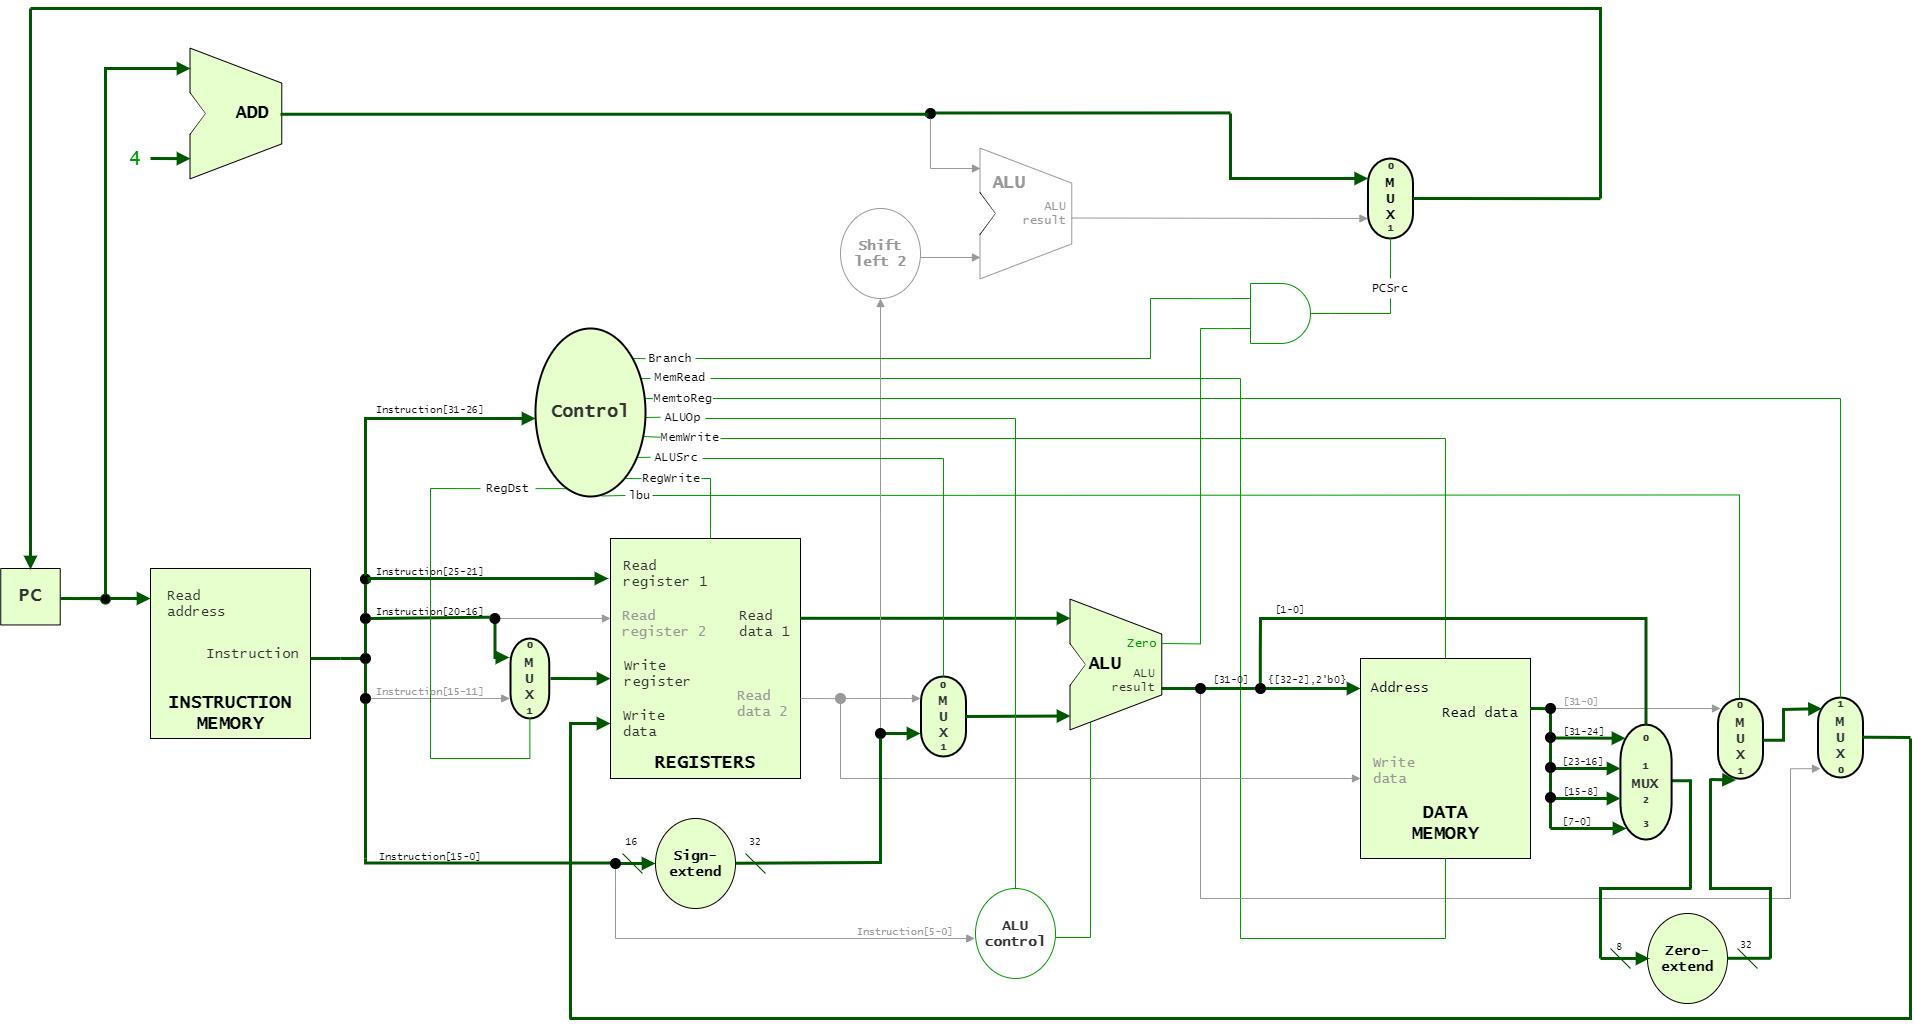 ADD
4
0
M
U
X
1
ALU
ALU
result
Shift
left 2
PCSrc
Branch
MemRead
MemtoReg
ALUOp
MemWrite
ALUSrc
RegWrite
lbu
RegDst
Control
Instruction[31-26]
Instruction[25-21]
Instruction[20-16]
Instruction[15-11]
Instruction[15-0]
Instruction[5-0]
PC
Read
address
Instruction
INSTRUCTION
MEMORY
0
M
U
X
1
Read
register 1
Read
register 2
Write
register
Write
data
Read
data 1
Read
data 2
REGISTERS
0
M
U
X
1
16
Sign-
extend
32
ALU
control
Zero
ALU
ALU
result
[31-0]
[1-0]
{[32-2],2'b0}
Address
Read data
Write
data
DATA
MEMORY
[31-0]
[31-24]
[23-16]
[15-8]
[7-0]
0
1
MUX
2
3
0
M
U
X
1
1
M
U
X
0
8
Zero-
extend
32